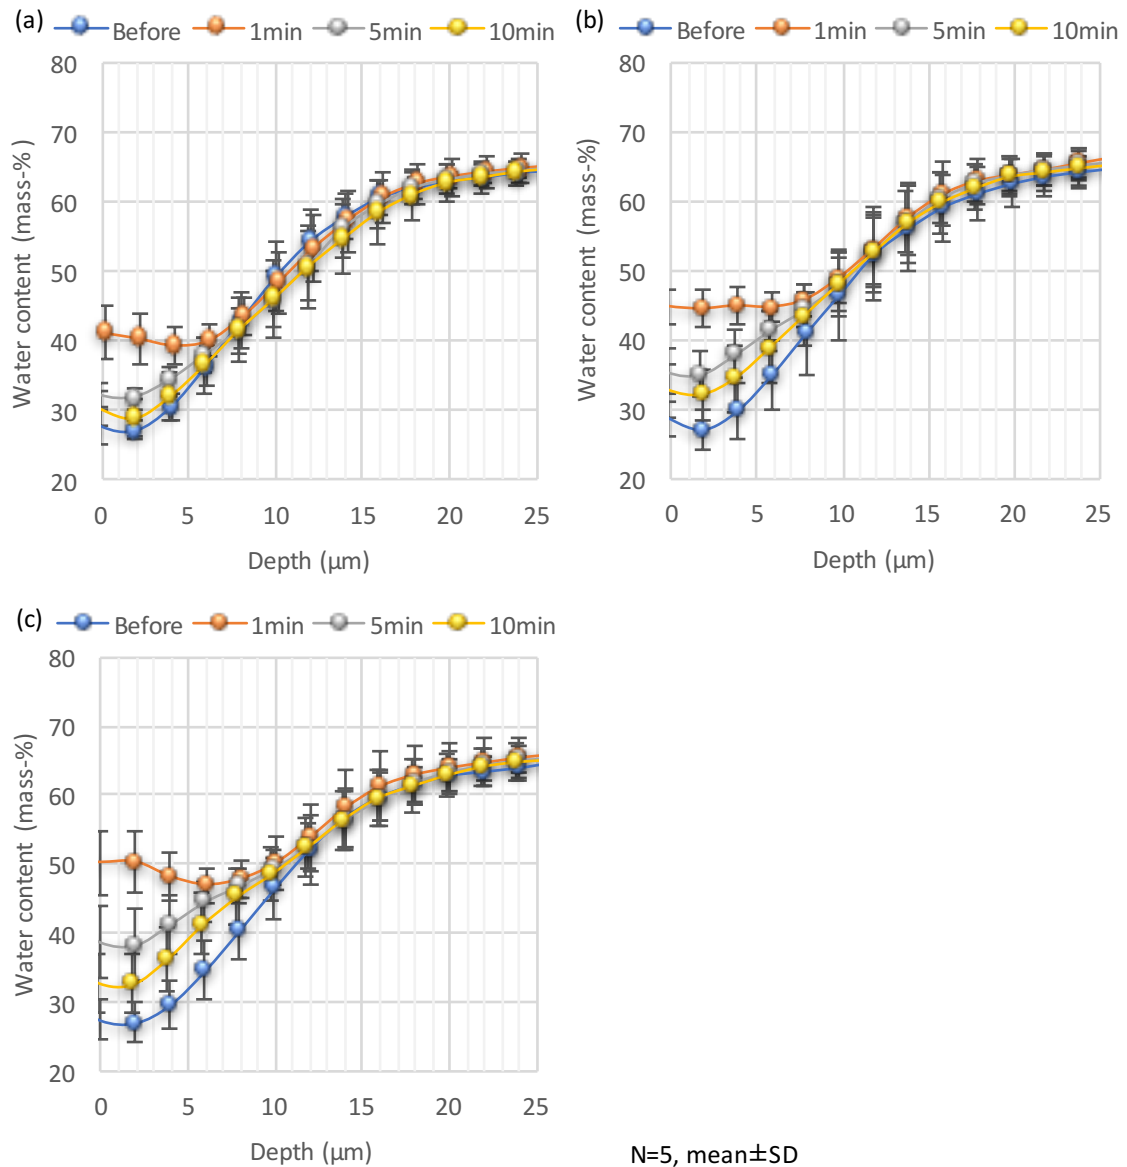 (a) Before 1min 5min 10min
80
70
60
50
40
30
20
Water content (mass-%)
0 5 10 15 20 25
Depth (μm)
(b) Before 1min 5min 10min
80
70
60
50
40
30
20
Water content (mass-%)
0 5 10 15 20 25
Depth (μm)
(c) Before 1min 5min 10min
80
70
60
50
40
30
20
Water content (mass-%)
0 5 10 15 20 25
Depth (μm)
N=5, mean±SD